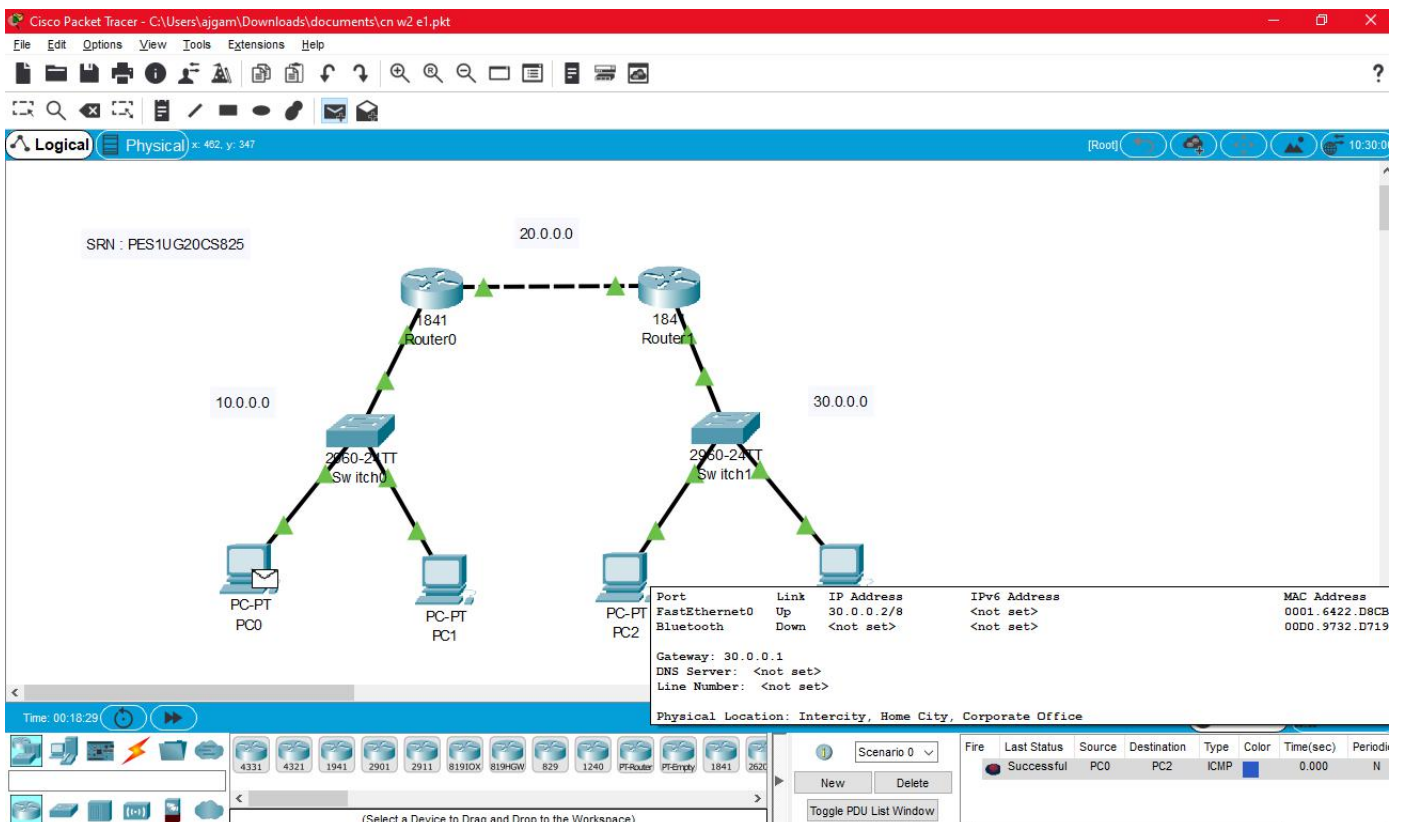 Cisco Packet Tracer - C:\Users\ajgam\Downloads\documents\cn w2 e1.pkt
File Edit Options View Tools Extensions Help
?
Logical Physical x: 462, y: 347 [Root] 10:30:0
SRN : PES1UG20CS825
20.0.0.0
1841
Router0
184
Router1
10.0.0.0
30.0.0.0
2960-24TT
Switch0
2960-24TT
Switch1
PC-PT
PC0
PC-PT
PC1
PC-PT
PC2
Port Link IP Address IPv6 Address MAC Address
FastEthernet0 Up 30.0.0.2/8 <not set> 0001.6422.D8CB
Bluetooth Down <not set> <not set> 00D0.9732.D719
Gateway: 30.0.0.1
DNS Server: <not set>
Line Number: <not set>
Physical Location: Intercity, Home City, Corporate Office
Time: 00:18:29
4331 4321 1941 2901 2911 819IOX 819HGW 829 1240 PT-Router PT-Empty 1841 2620
(Select a Device to Drag and Drop to the Workspace)
Scenario 0
New Delete
Toggle PDU List Window
Fire Last Status Source Destination Type Color Time(sec) Periodi
Successful PC0 PC2 ICMP 0.000 N